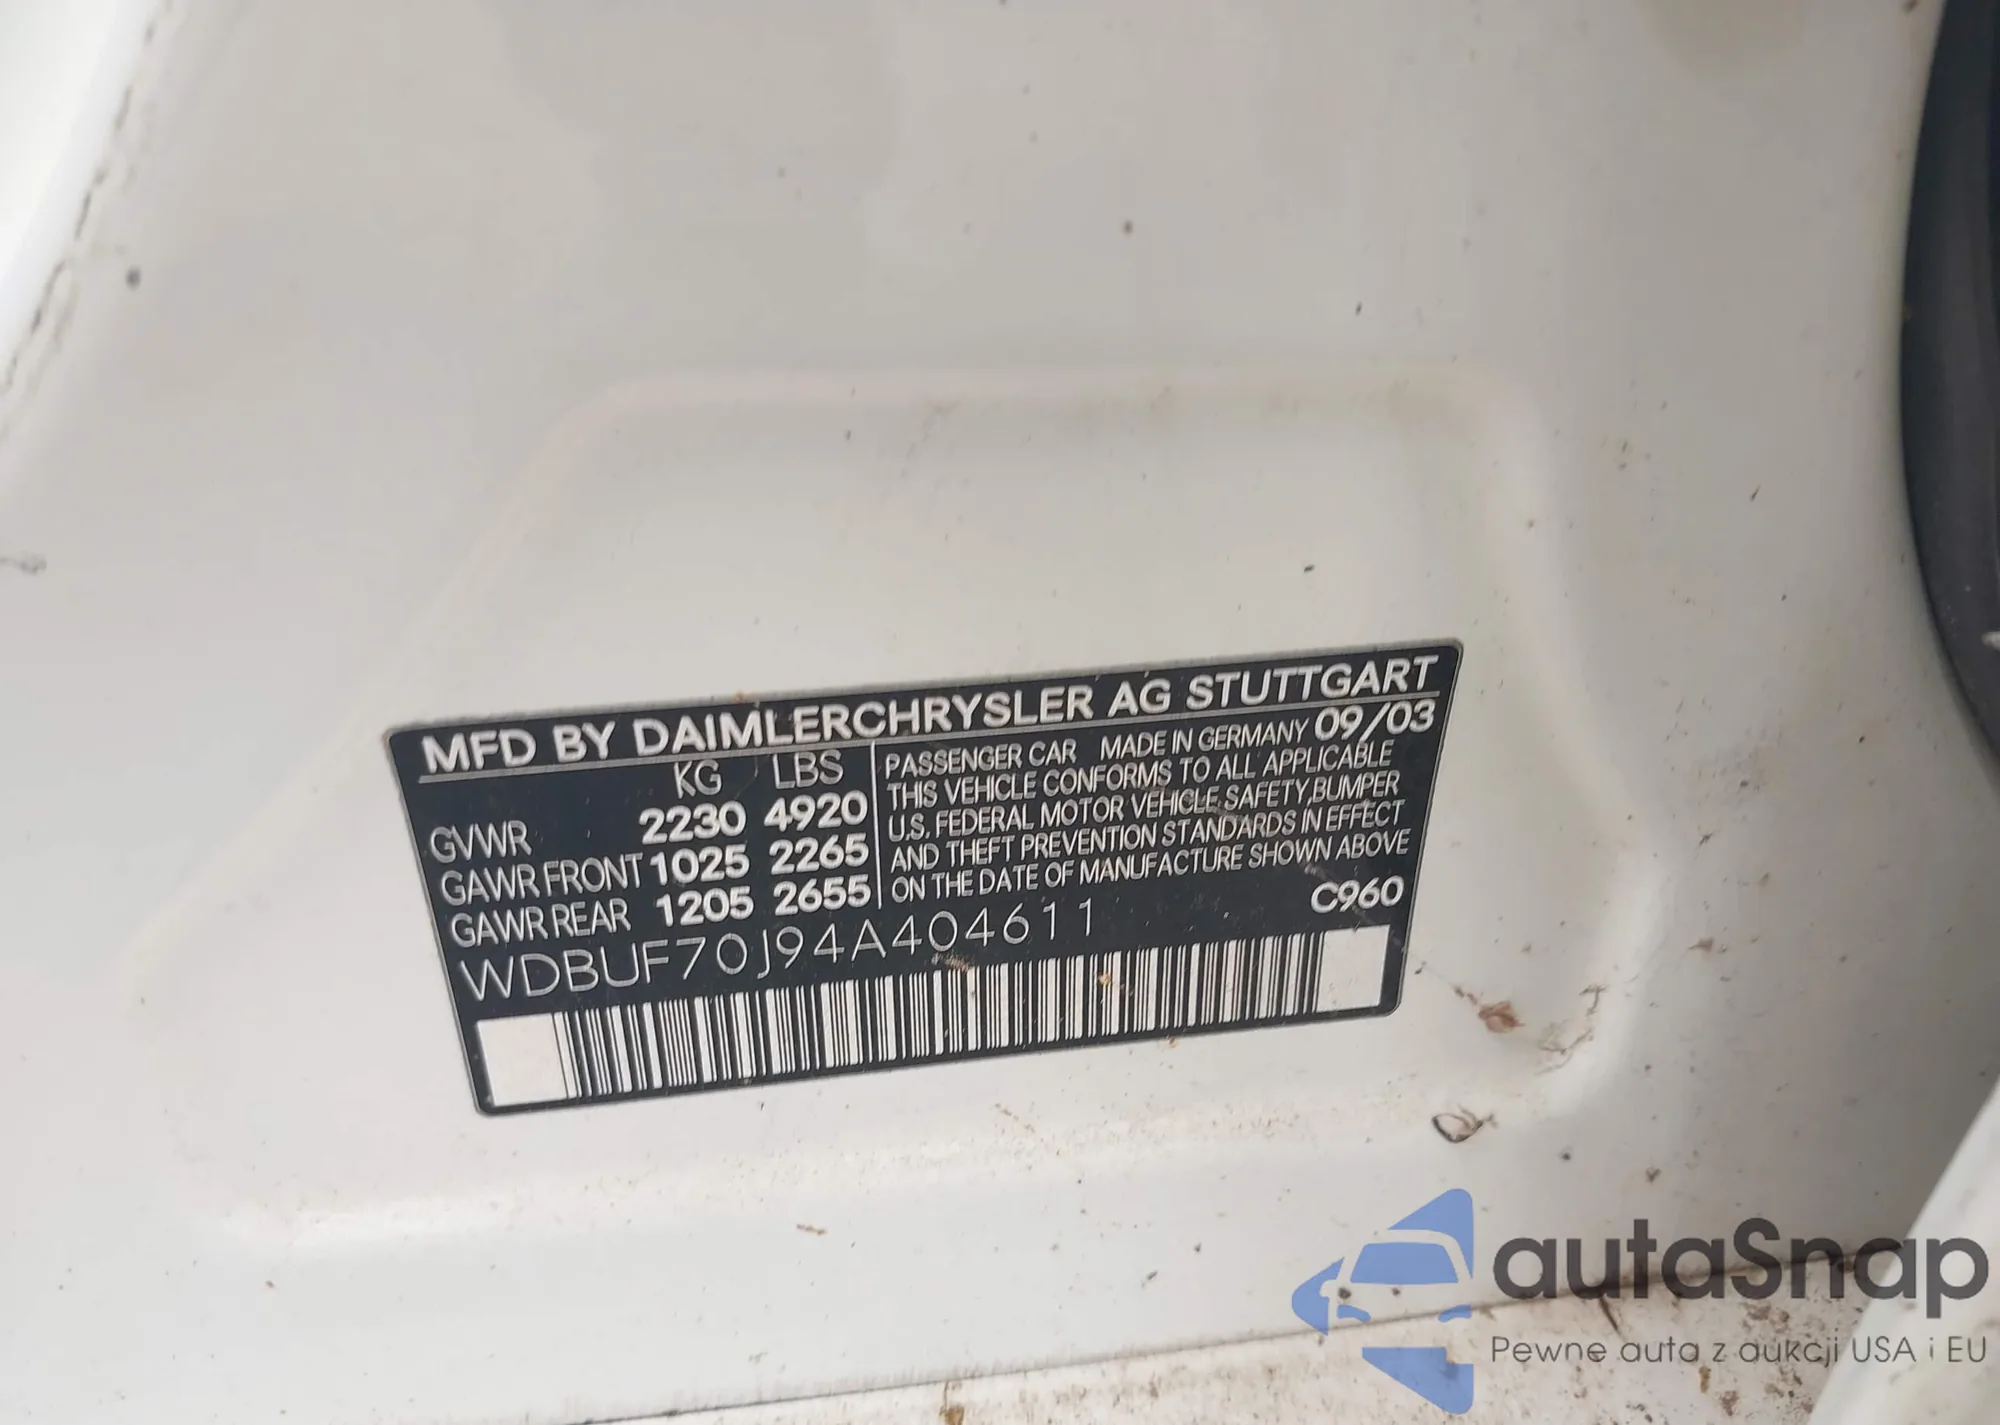 MFD BY DAIMLERCHRYSLER AG STUTTGART
KG LBS
GVWR 2230 4920
GAWR FRONT 1025 2265
GAWR REAR 1205 2655
PASSENGER CAR MADE IN GERMANY 09/03
THIS VEHICLE CONFORMS TO ALL APPLICABLE
U.S. FEDERAL MOTOR VEHICLE SAFETY,BUMPER
AND THEFT PREVENTION STANDARDS IN EFFECT
ON THE DATE OF MANUFACTURE SHOWN ABOVE
C960
WDBUF70J94A404611
autaSnap
Pewne auta z aukcji USA i EU